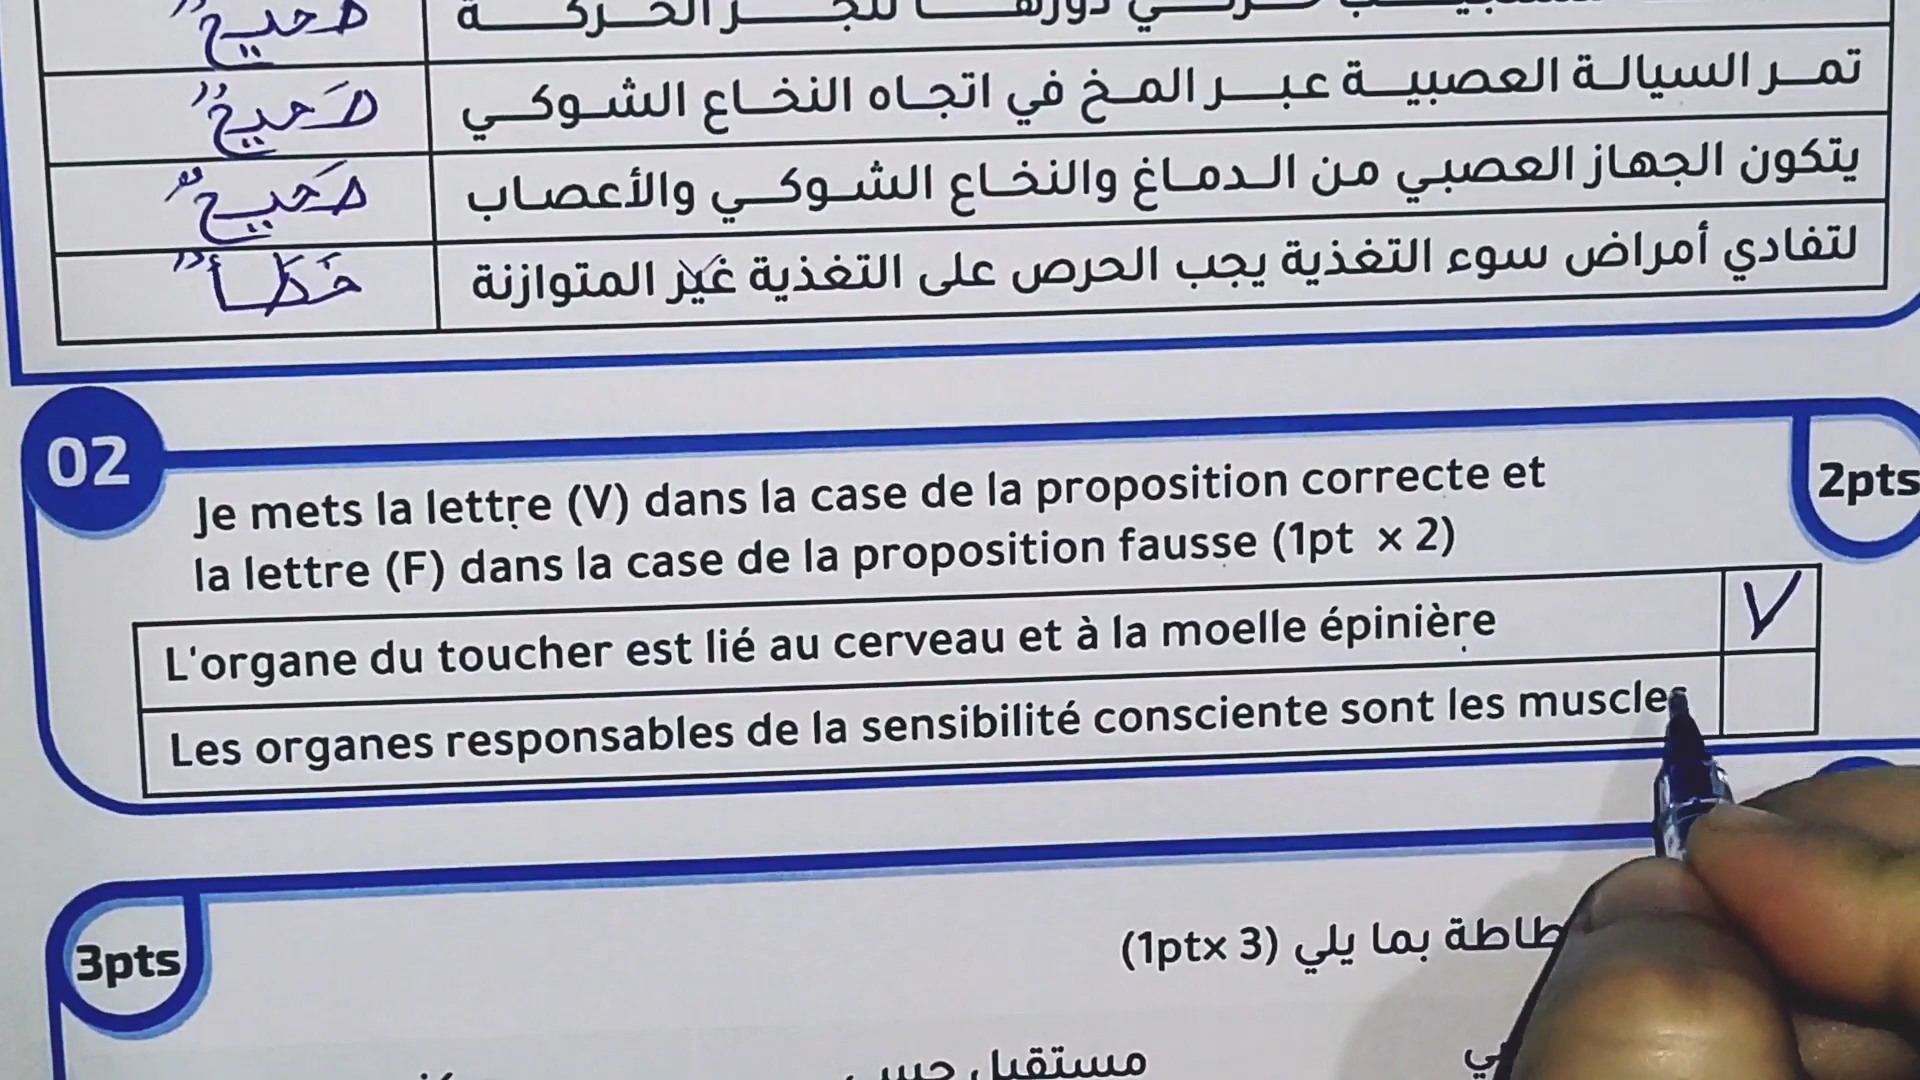 صحيح
تمر السيالة العصبية عبر المخ في اتجاه النخاع الشوكي
صحيح
يتكون الجهاز العصبي من الدماغ والنخاع الشوكي والأعصاب
صحيح
لتفادي أمراض سوء التغذية يجب الحرص على التغذية غير المتوازنة
خطأ
02
2pts
Je mets la lettre (V) dans la case de la proposition correcte et
la lettre (F) dans la case de la proposition fausse (1pt × 2)
L'organe du toucher est lié au cerveau et à la moelle épinière
V
Les organes responsables de la sensibilité consciente sont les muscles
3pts
بما يلي (1ptx 3)
مستقبل